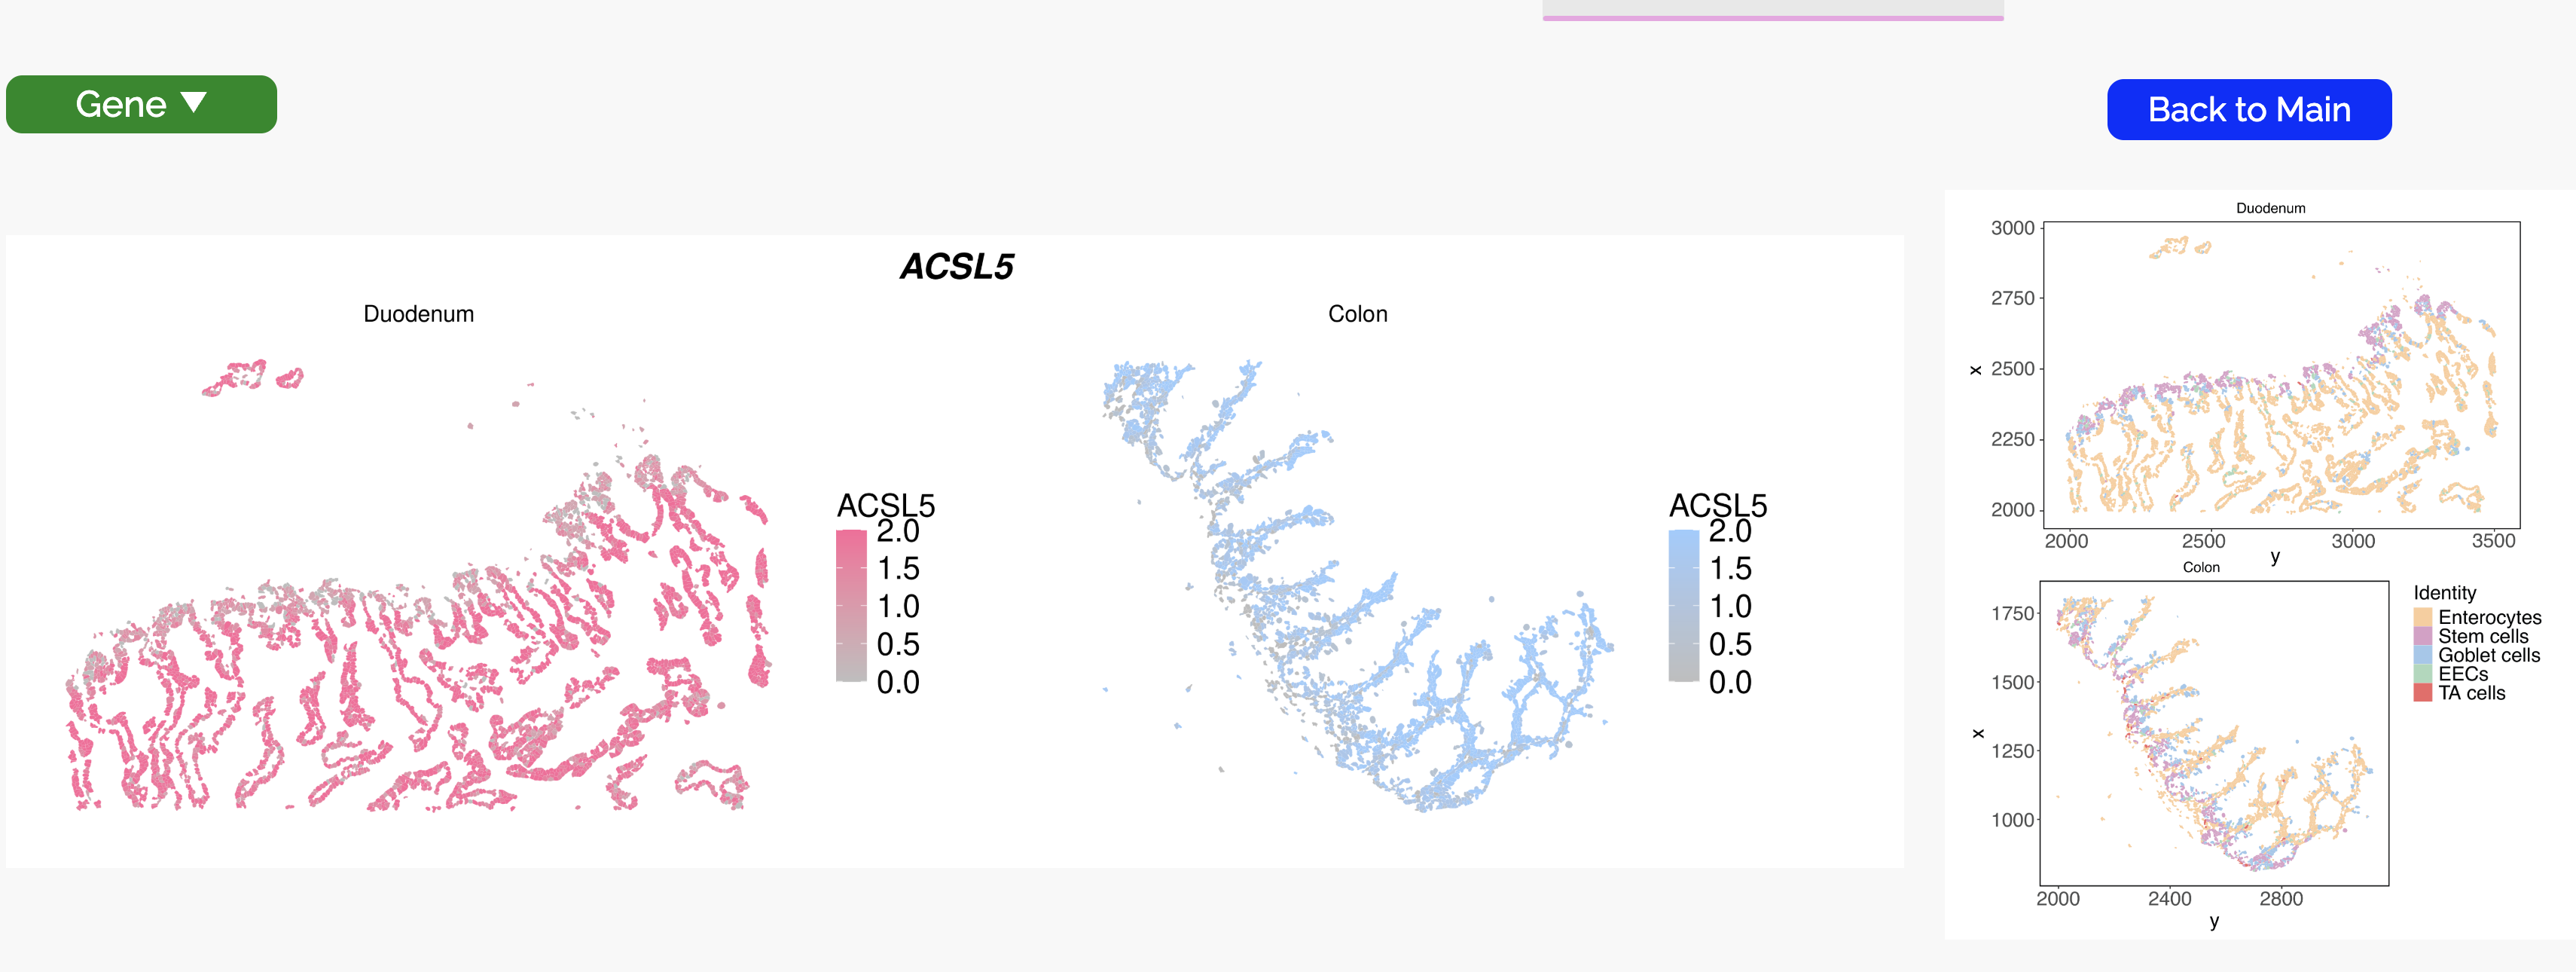 Gene ▼
Back to Main
ACSL5
Duodenum
Colon
ACSL5
2.0
1.5
1.0
0.5
0.0
ACSL5
2.0
1.5
1.0
0.5
0.0
Duodenum
3000
2750
2500
2250
2000
x
2000 2500 3000 3500
y
Colon
1750
1500
1250
1000
x
2000 2400 2800
y
Identity
Enterocytes
Stem cells
Goblet cells
EECs
TA cells